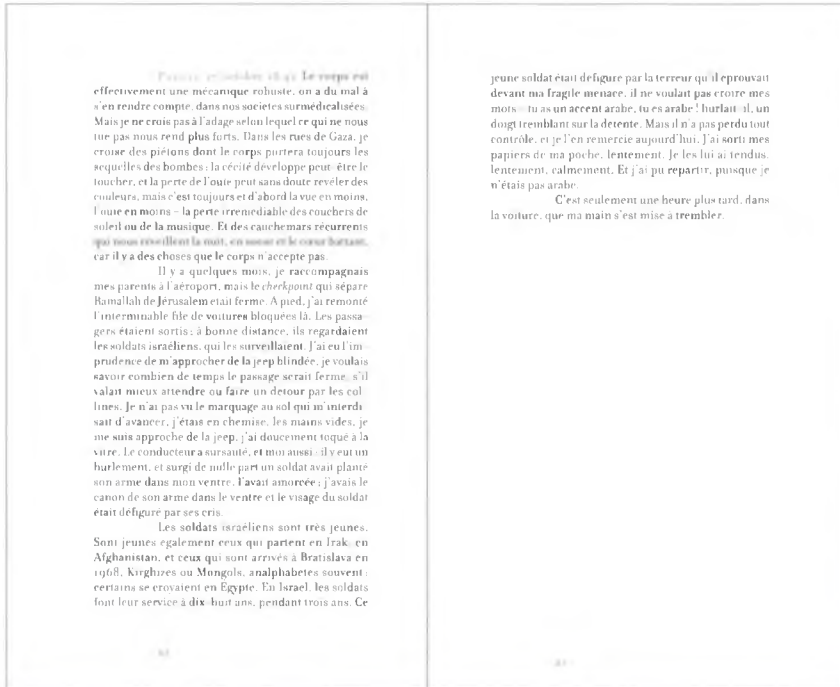 Le corps est
effectivement une mécanique robuste, on a du mal à
s'en rendre compte, dans nos sociétés surmédicalisées.
Mais je ne crois pas à l'adage selon lequel ce qui ne nous
tue pas nous rend plus forts. Dans les rues de Gaza, je
croise des piétons dont le corps portera toujours les
séquelles des bombes : la cécité développe peut-être le
toucher, et la perte de l'ouïe peut sans doute révéler des
couleurs, mais c'est toujours et d'abord la vue en moins,
l'ouïe en moins – la perte irrémédiable des couchers de
soleil ou de la musique. Et des cauchemars récurrents
qui nous réveillent la nuit, en sueur et le cœur battant,
car il y a des choses que le corps n'accepte pas.
Il y a quelques mois, je raccompagnais
mes parents à l'aéroport, mais le checkpoint qui sépare
Ramallah de Jérusalem était fermé. À pied, j'ai remonté
l'interminable file de voitures bloquées là. Les passa-
gers étaient sortis ; à bonne distance, ils regardaient
les soldats israéliens, qui les surveillaient. J'ai eu l'im-
prudence de m'approcher de la jeep blindée, je voulais
savoir combien de temps le passage serait fermé, s'il
valait mieux attendre ou faire un détour par les col-
lines. Je n'ai pas vu le marquage au sol qui m'interdi-
sait d'avancer, j'étais en chemise, les mains vides, je
me suis approché de la jeep, j'ai doucement toqué à la
vitre. Le conducteur a sursauté, et moi aussi : il y eut un
hurlement, et surgi de nulle part un soldat avait planté
son arme dans mon ventre, l'avait amorcée ; j'avais le
canon de son arme dans le ventre et le visage du soldat
était défiguré par ses cris.
Les soldats israéliens sont très jeunes.
Sont jeunes également ceux qui partent en Irak, en
Afghanistan, et ceux qui sont arrivés à Bratislava en
1968, Kirghizes ou Mongols, analphabètes souvent ;
certains se croyaient en Égypte. En Israël, les soldats
font leur service à dix-huit ans, pendant trois ans. Ce
jeune soldat était défiguré par la terreur qu'il éprouvait
devant ma fragile menace, il ne voulait pas croire mes
mots – tu as un accent arabe, tu es arabe ! hurlait-il, un
doigt tremblant sur la détente. Mais il n'a pas perdu tout
contrôle, et je l'en remercie aujourd'hui. J'ai sorti mes
papiers de ma poche, lentement. Je les lui ai tendus,
lentement, calmement. Et j'ai pu repartir, puisque je
n'étais pas arabe.
C'est seulement une heure plus tard, dans
la voiture, que ma main s'est mise à trembler.